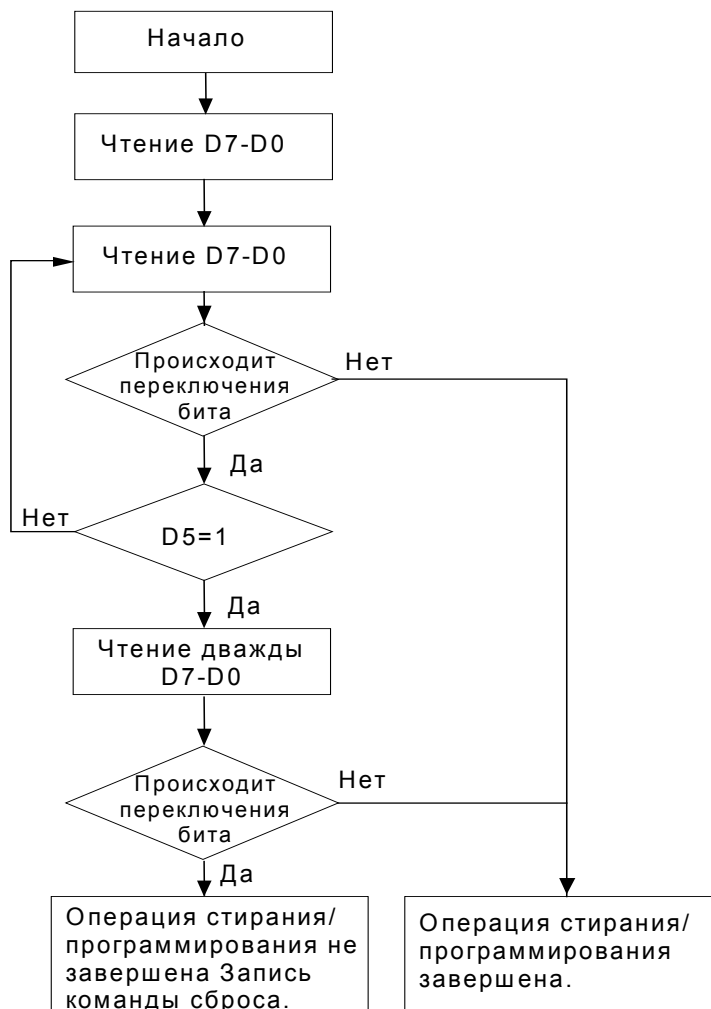 Начало
Чтение D7-D0
Чтение D7-D0
Происходит
переключения
бита
Нет
Да
Нет
D5=1
Да
Чтение дважды
D7-D0
Происходит
переключения
бита
Нет
Да
Операция стирания/
программирования не
завершена Запись
команды сброса.
Операция стирания/
программирования
завершена.